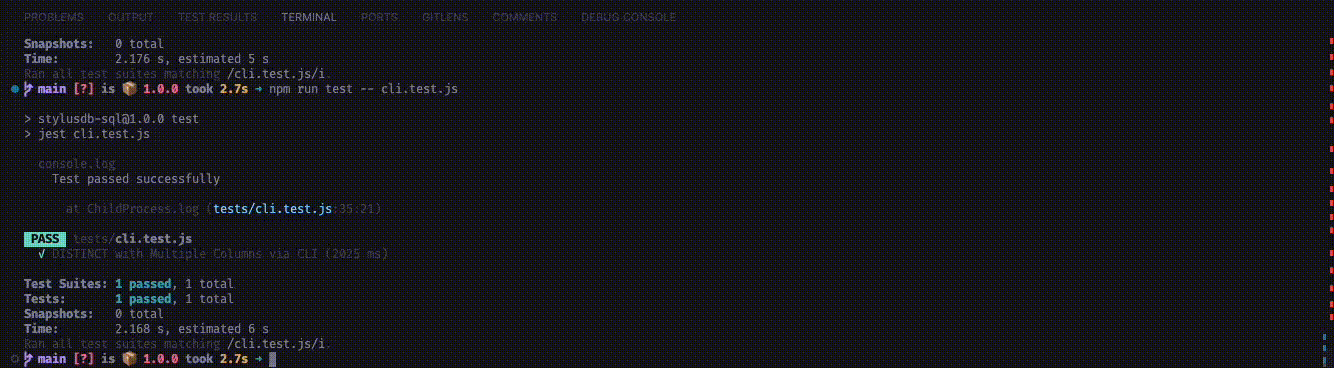 PROBLEMS OUTPUT TEST RESULTS TERMINAL PORTS GITLENS COMMENTS DEBUG CONSOLE
Snapshots: 0 total
Time: 2.176 s, estimated 5 s
Ran all test suites matching /cli.test.js/i.
main [?] is 📦 1.0.0 took 2.7s → npm run test -- cli.test.js
> stylusdb-sql@1.0.0 test
> jest cli.test.js
console.log
Test passed successfully
at ChildProcess.log (tests/cli.test.js:35:21)
PASS tests/cli.test.js
√ DISTINCT with Multiple Columns via CLI (2025 ms)
Test Suites: 1 passed, 1 total
Tests: 1 passed, 1 total
Snapshots: 0 total
Time: 2.168 s, estimated 6 s
Ran all test suites matching /cli.test.js/i.
main [?] is 📦 1.0.0 took 2.7s →